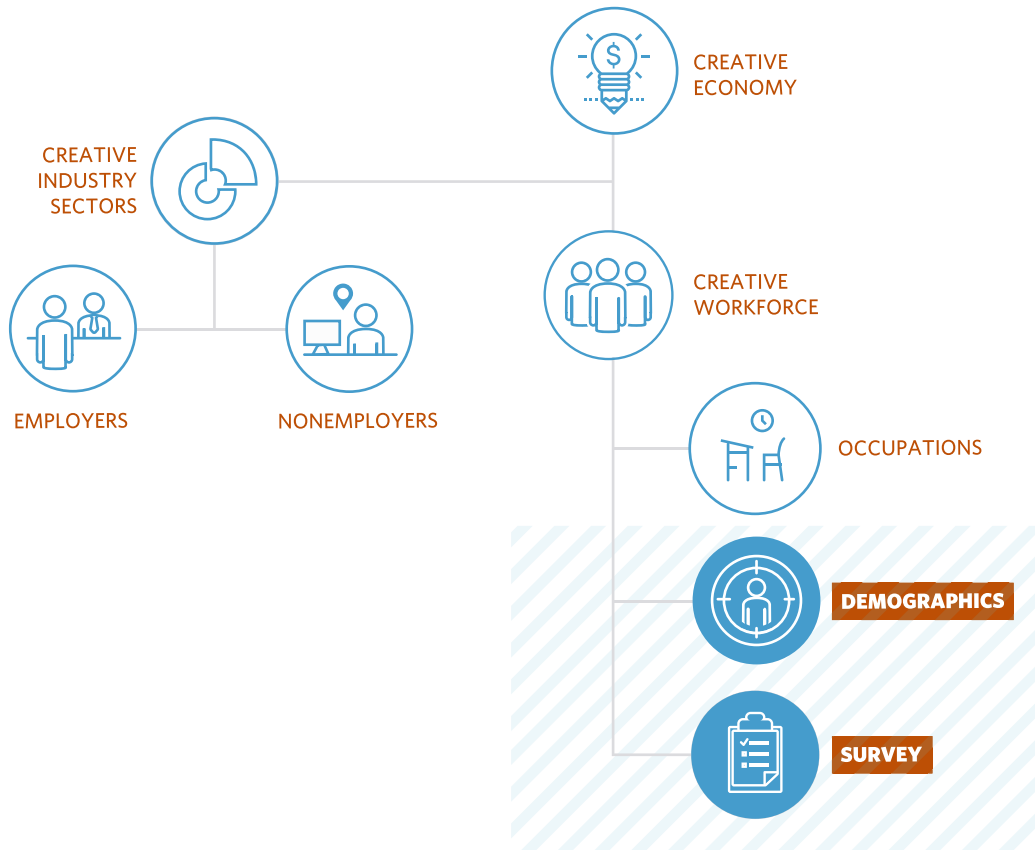 CREATIVE
ECONOMY
CREATIVE
INDUSTRY
SECTORS
CREATIVE
WORKFORCE
EMPLOYERS
NONEMPLOYERS
OCCUPATIONS
DEMOGRAPHICS
SURVEY
$